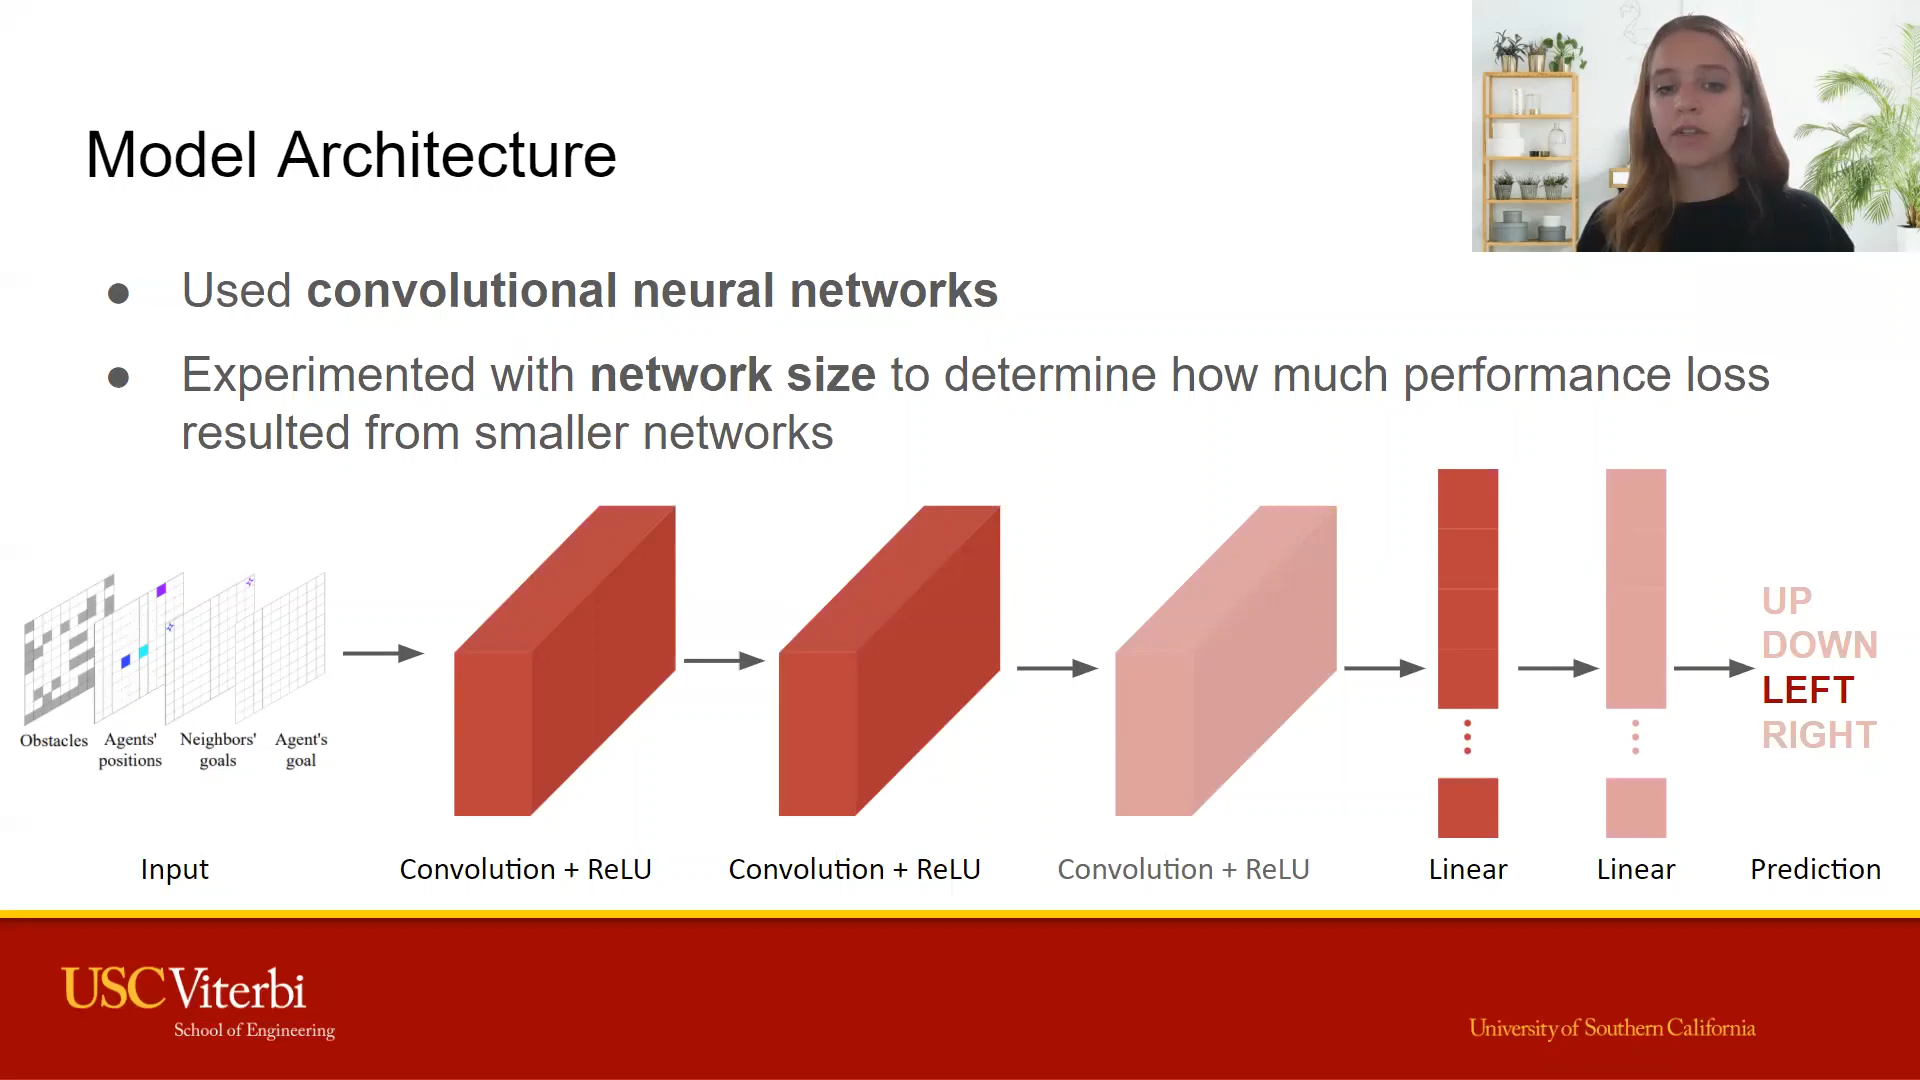 Model Architecture
● Used convolutional neural networks
● Experimented with network size to determine how much performance loss
resulted from smaller networks
Obstacles
Agents'
positions
Neighbors'
goals
Agent's
goal
UP
DOWN
LEFT
RIGHT
Input
Convolution + ReLU
Convolution + ReLU
Convolution + ReLU
Linear
Linear
Prediction
USC Viterbi
School of Engineering
University of Southern California